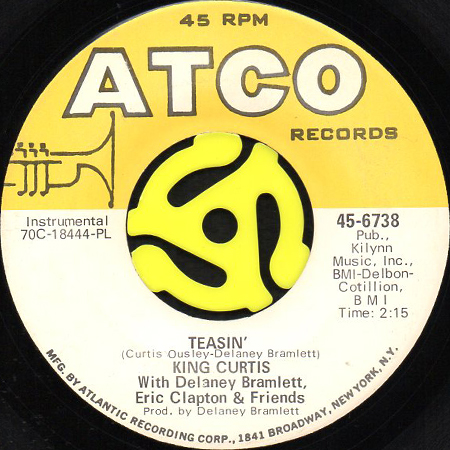 45 RPM
ATCO
RECORDS
Instrumental
70C-18444-PL
45-6738
Pub.,
Kilynn
Music, Inc.,
BMI-Delbon-
Cotillion,
B M I
Time: 2:15
TEASIN'
(Curtis Ousley-Delaney Bramlett)
KING CURTIS
With Delaney Bramlett,
Eric Clapton & Friends
Prod. by Delaney Bramlett
MFG. BY ATLANTIC RECORDING CORP., 1841 BROADWAY, NEW YORK, N.Y.